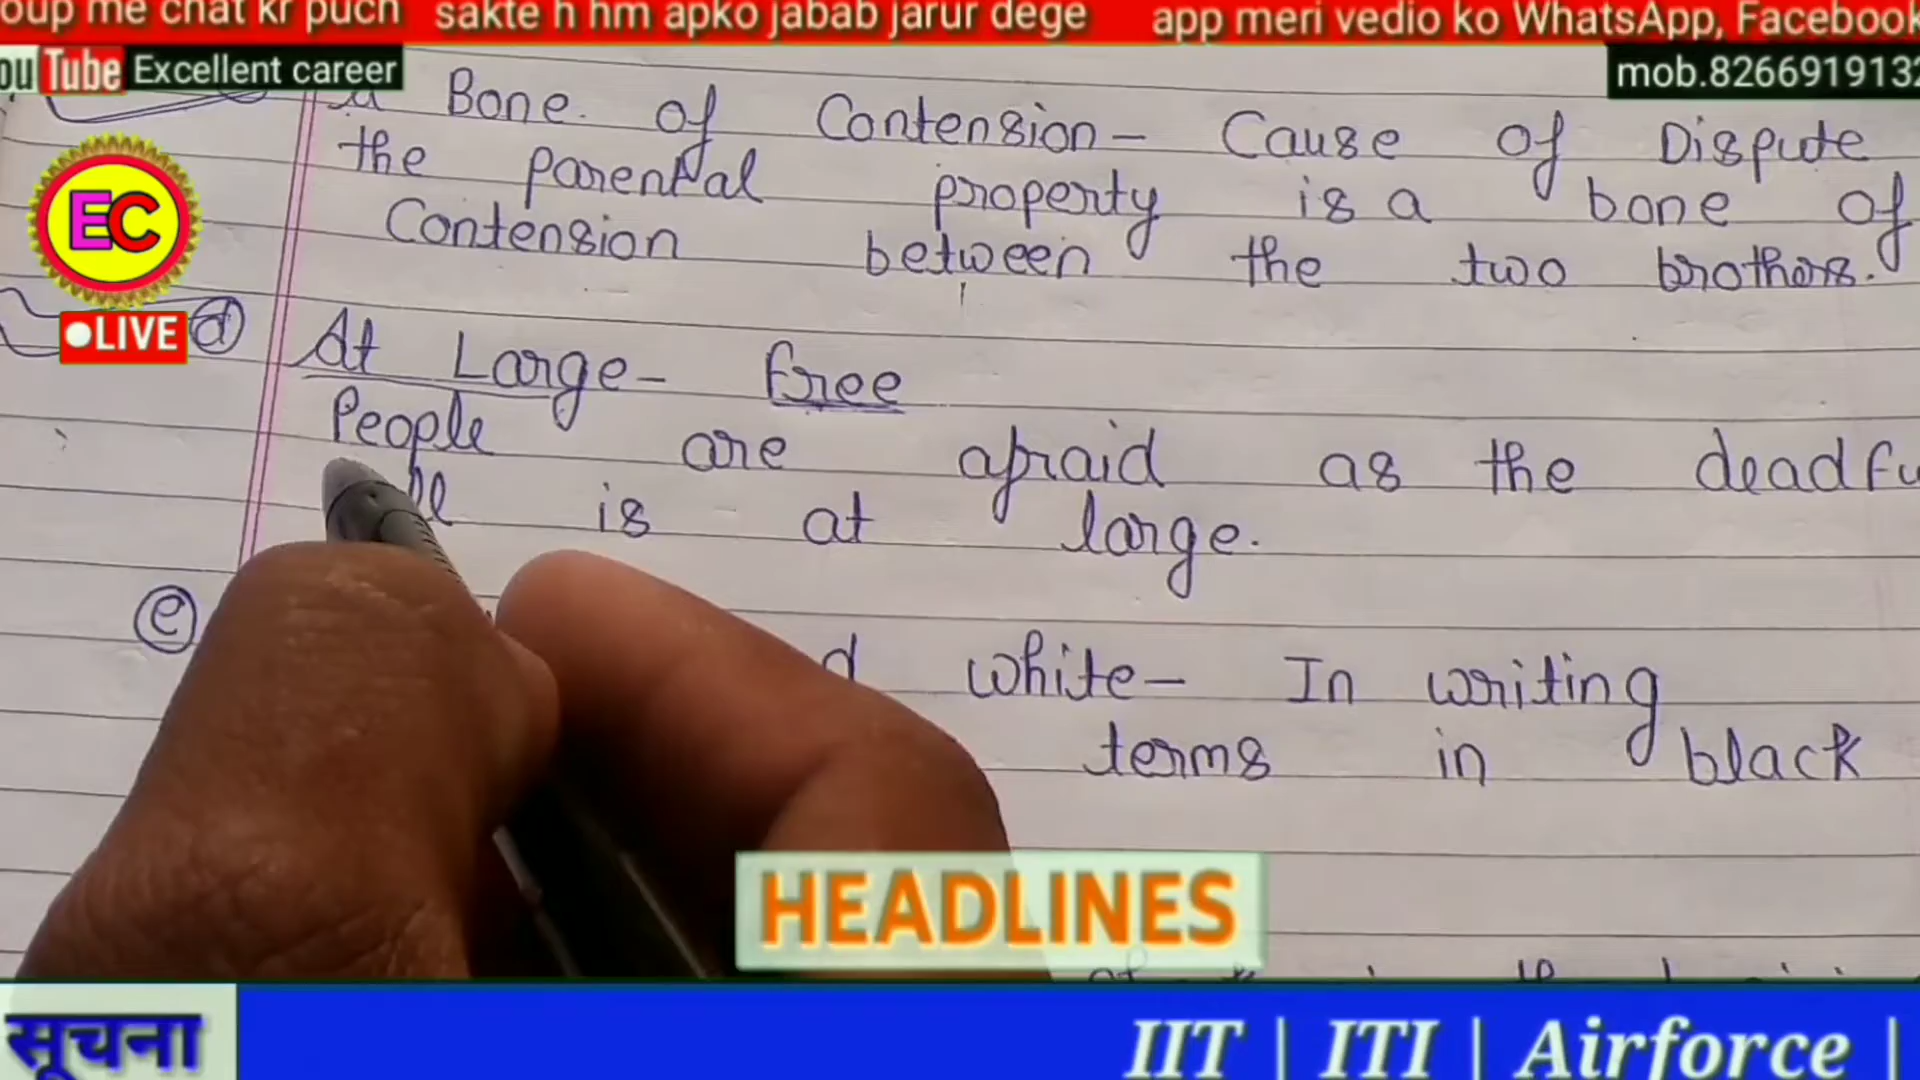 oup me chat kr puch sakte h hm apko jabab jarur dege app meri vedio ko WhatsApp, Facebook
ou Tube Excellent career
mob.826691913
a Bone of Contension - Cause of Dispute
the parental property is a bone of
Contension between the two brothers.
EC
LIVE
d At Large - free
People are afraid as the deadfu
is at large.
e d white - In writing
terms in black
HEADLINES
सूचना
IIT | ITI | Airforce |